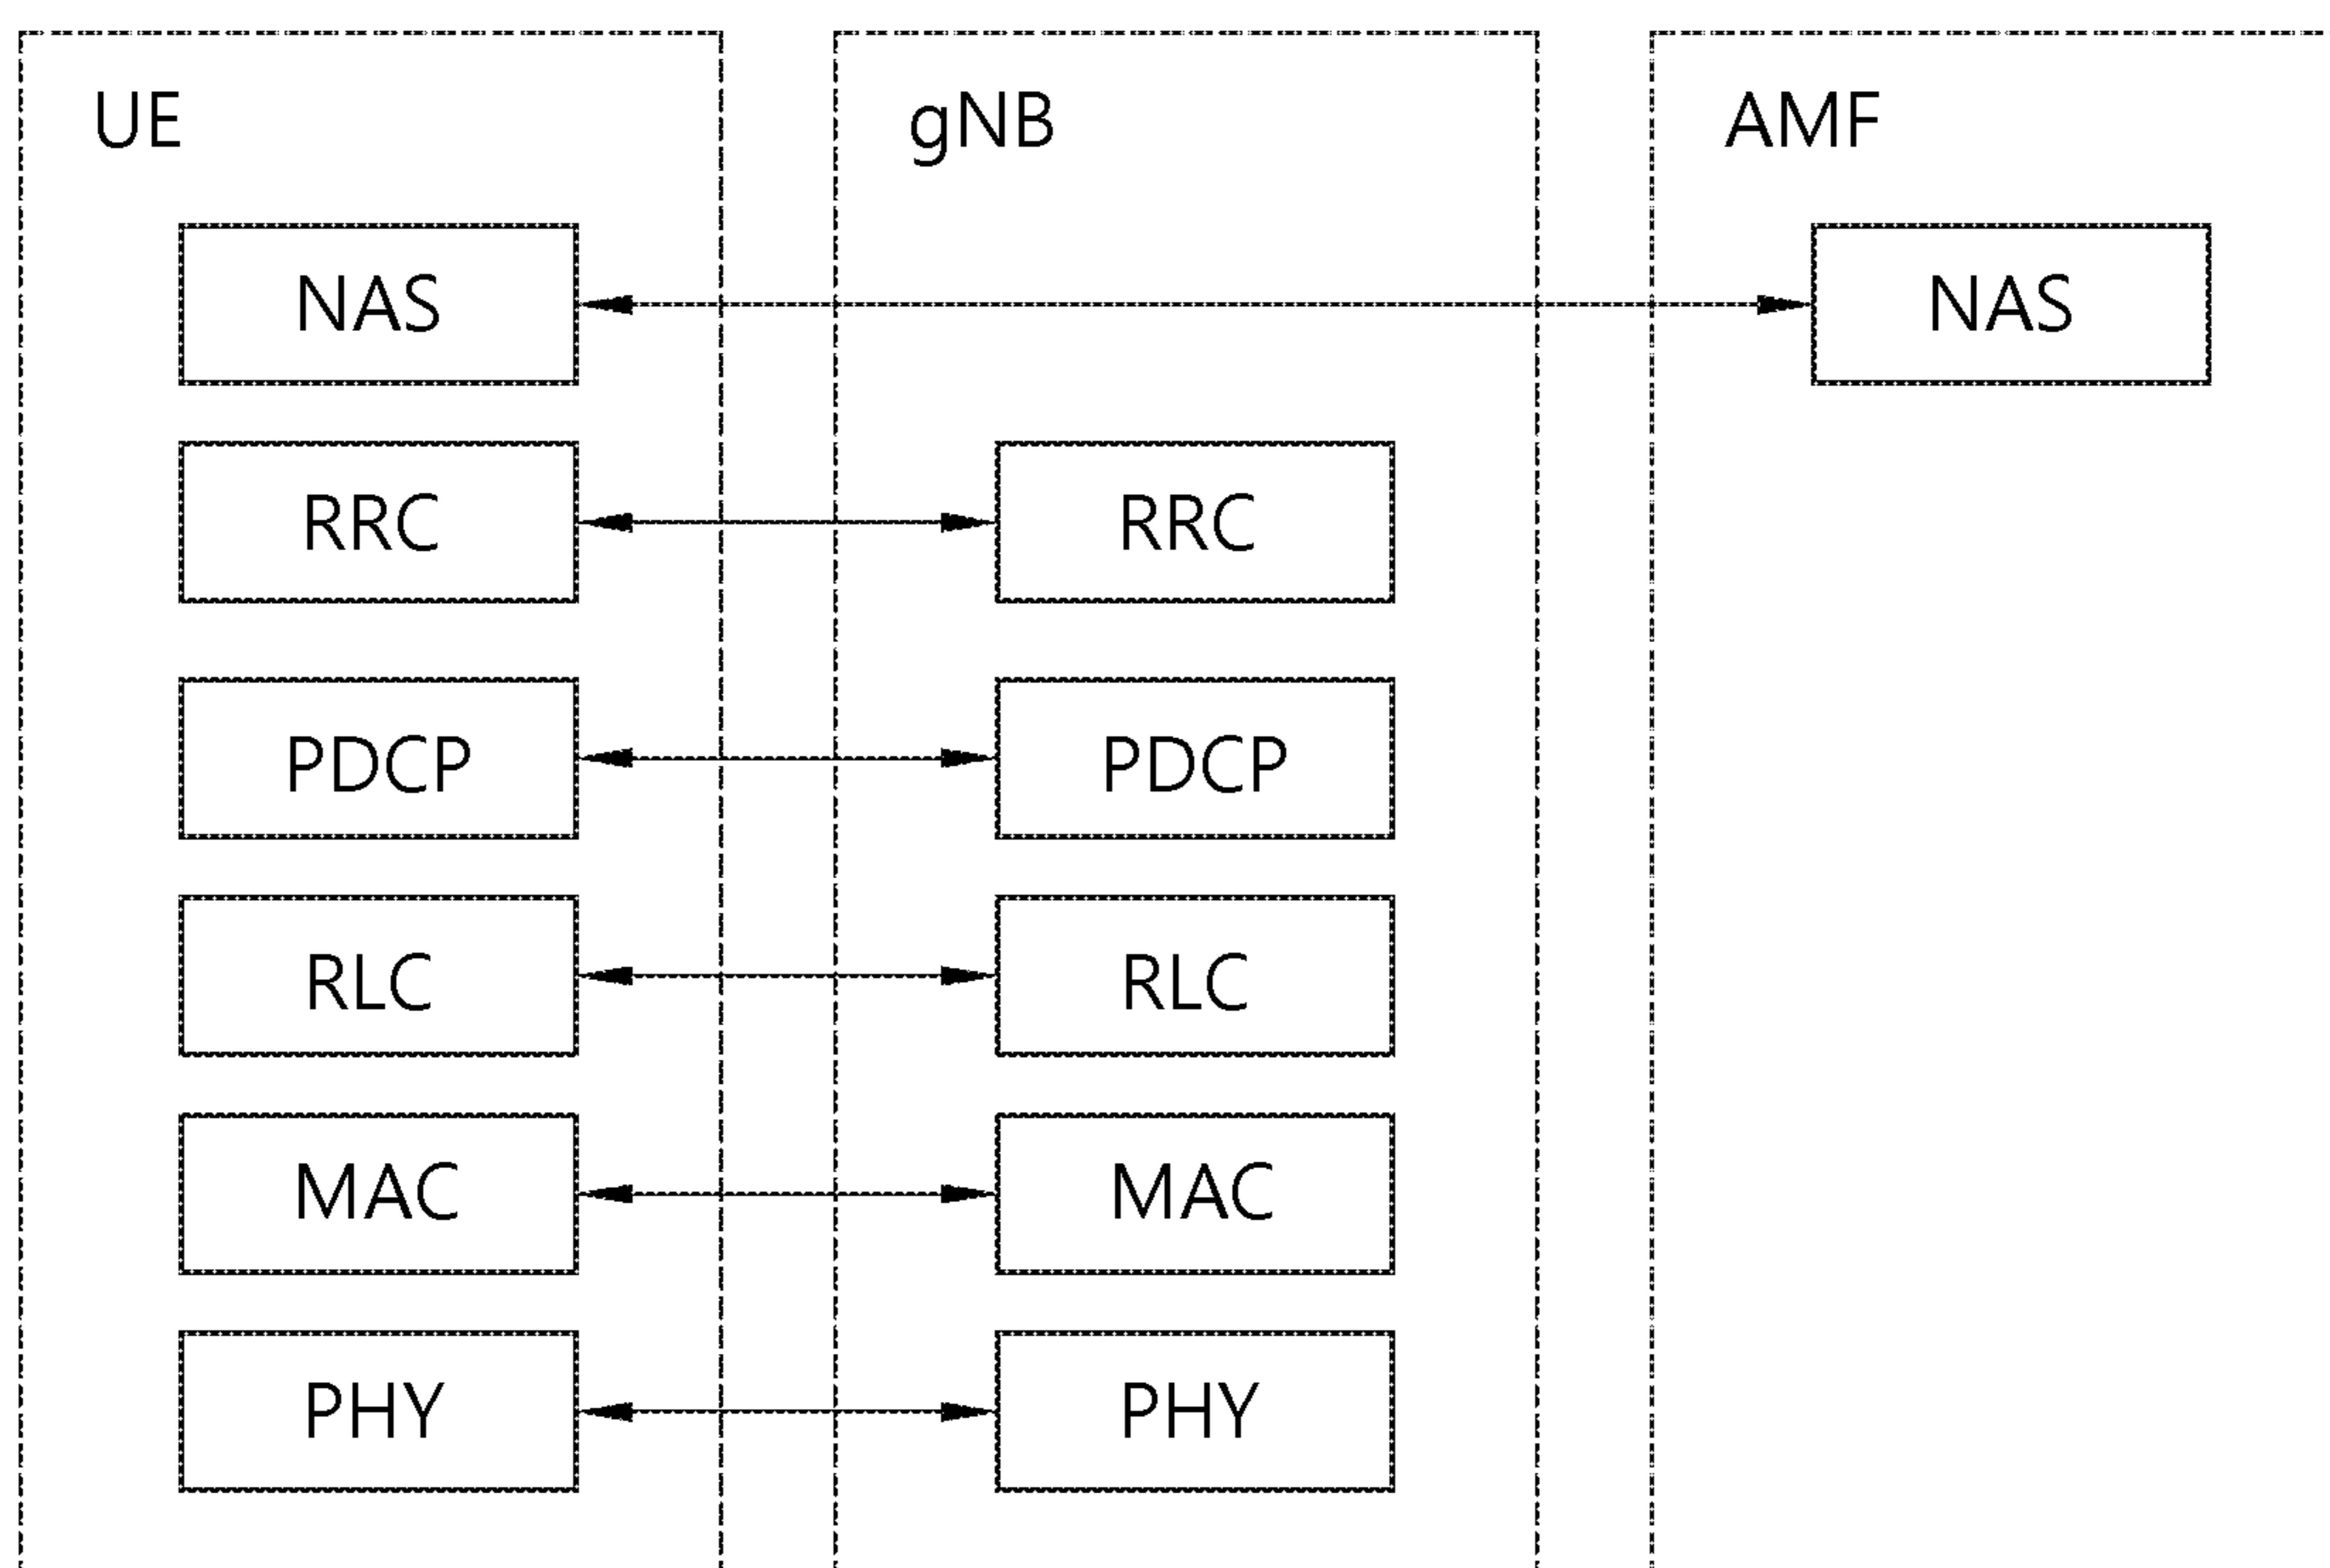 UE gNB AMF
NAS NAS
RRC RRC
PDCP PDCP
RLC RLC
MAC MAC
PHY PHY